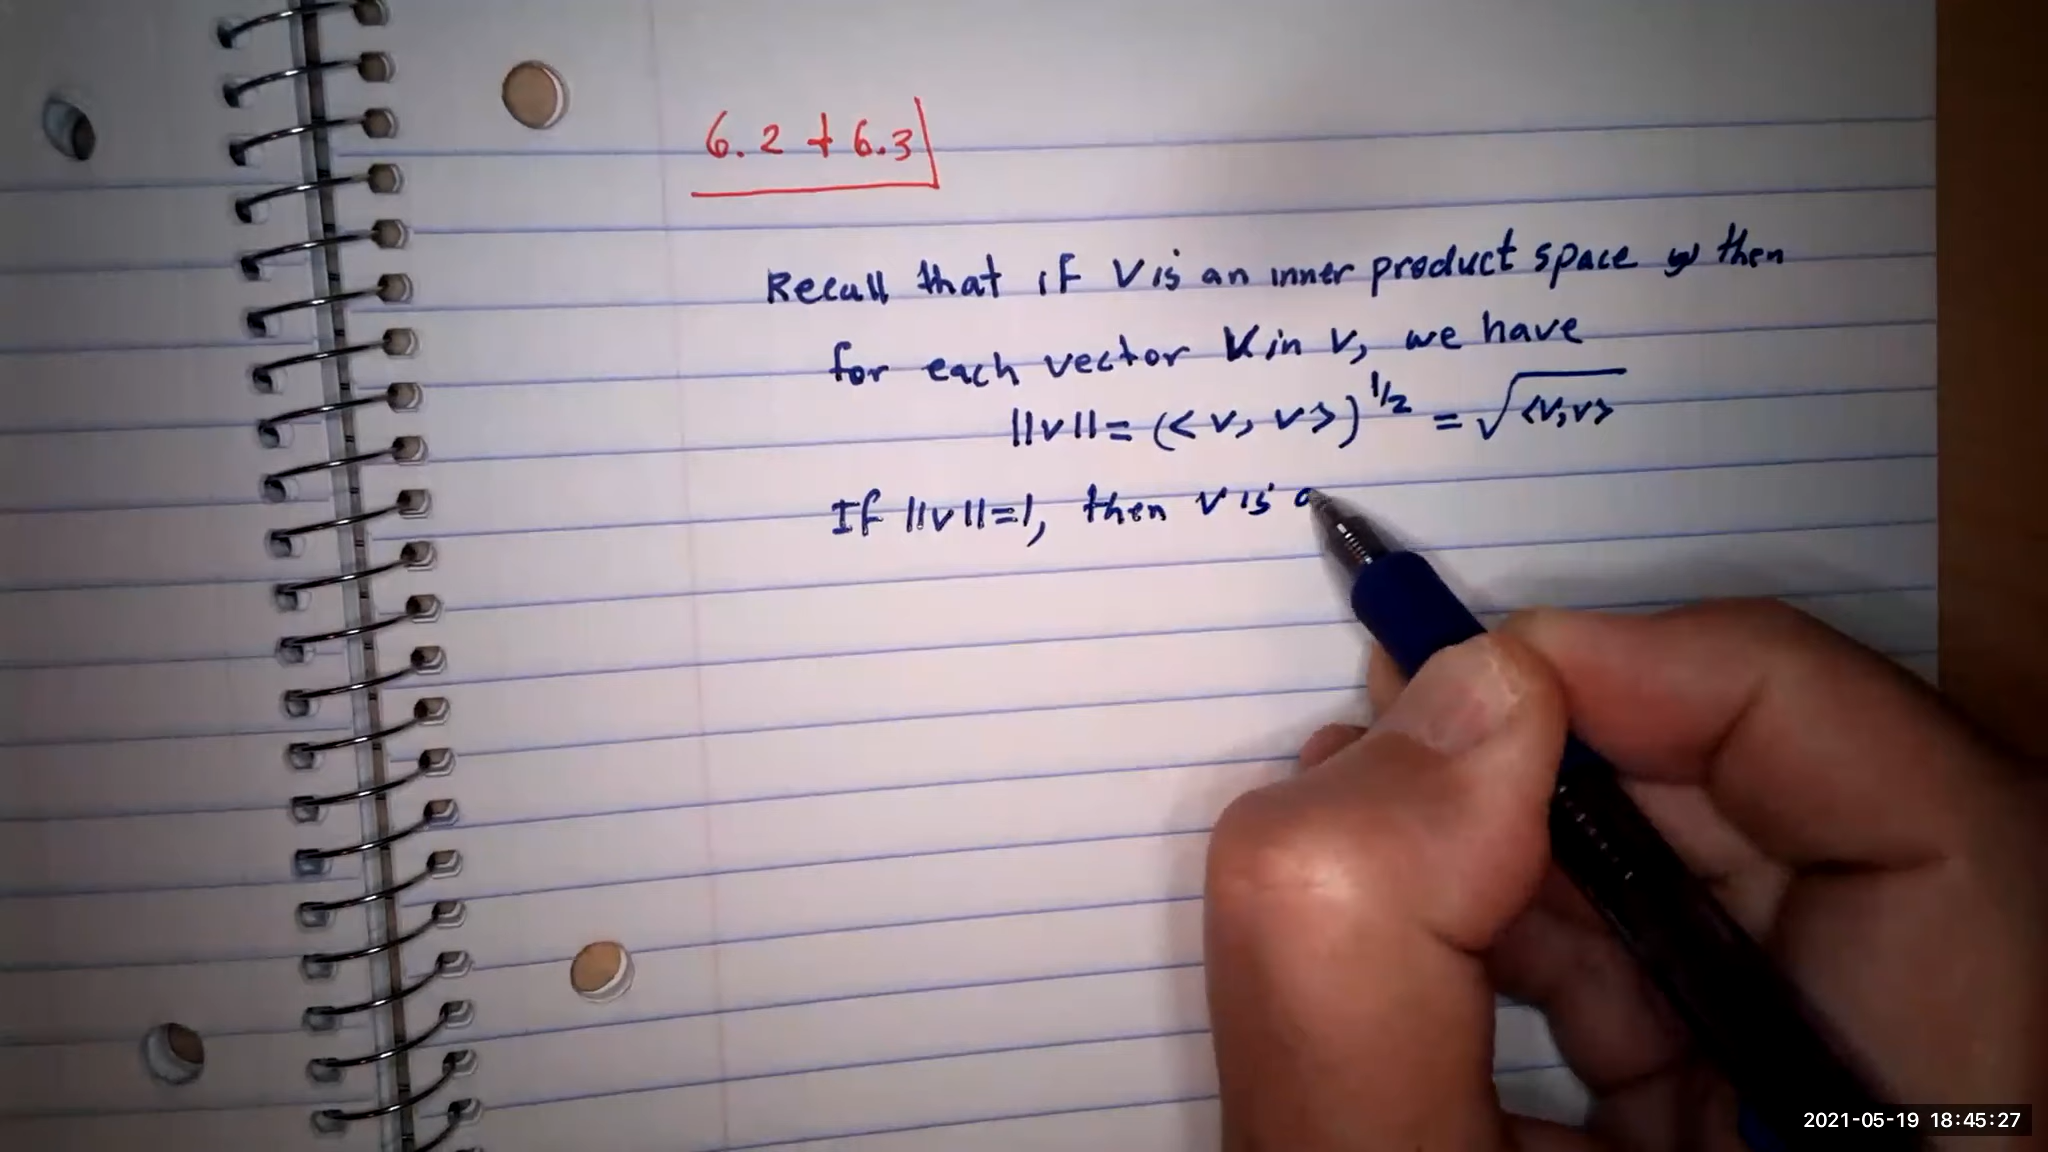 6.2 + 6.3
Recall that if V is an inner product space then
for each vector V in V, we have
||v|| = (<v, v>)^1/2 = √<v,v>
If ||v||=1, then v is a
2021-05-19 18:45:27